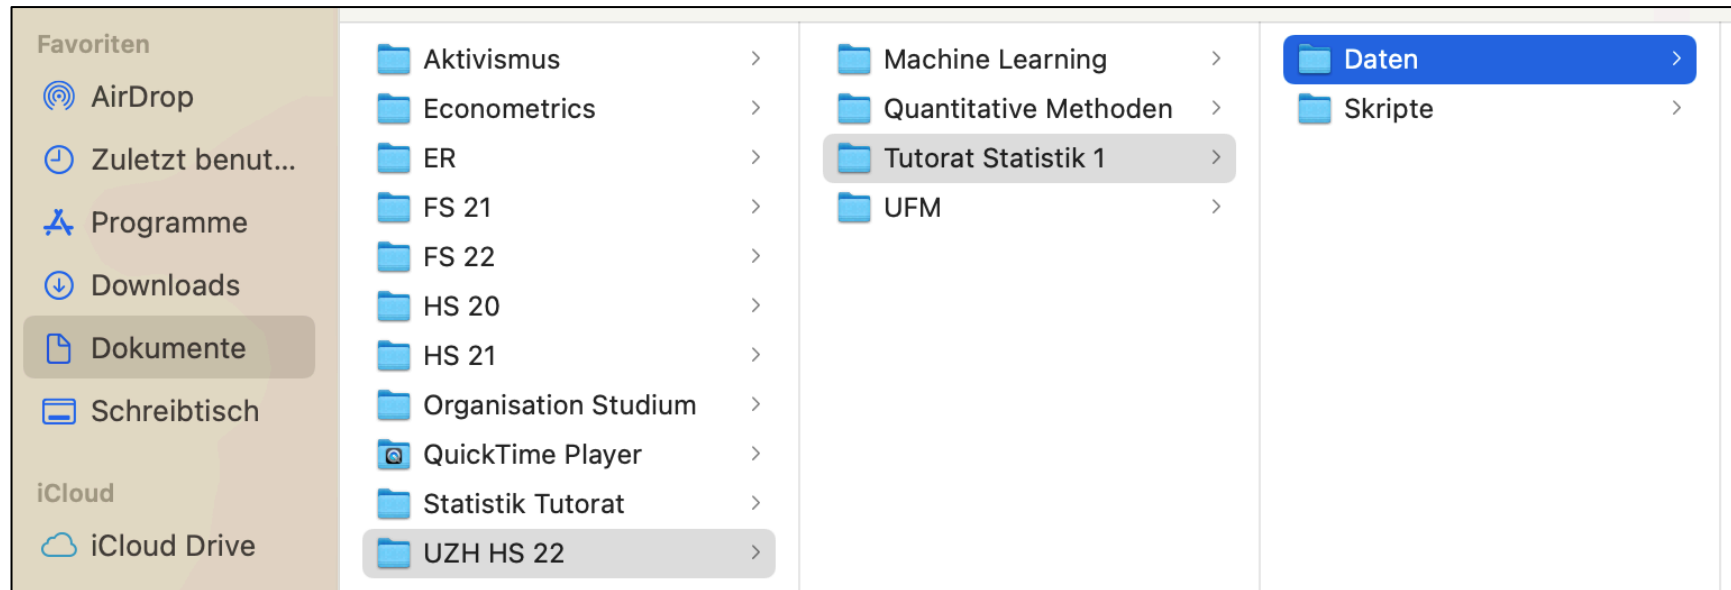 Favoriten
AirDrop
Zuletzt benut...
Programme
Downloads
Dokumente
Schreibtisch
iCloud
iCloud Drive
Aktivismus
Econometrics
ER
FS 21
FS 22
HS 20
HS 21
Organisation Studium
QuickTime Player
Statistik Tutorat
UZH HS 22
Machine Learning
Quantitative Methoden
Tutorat Statistik 1
UFM
Daten
Skripte